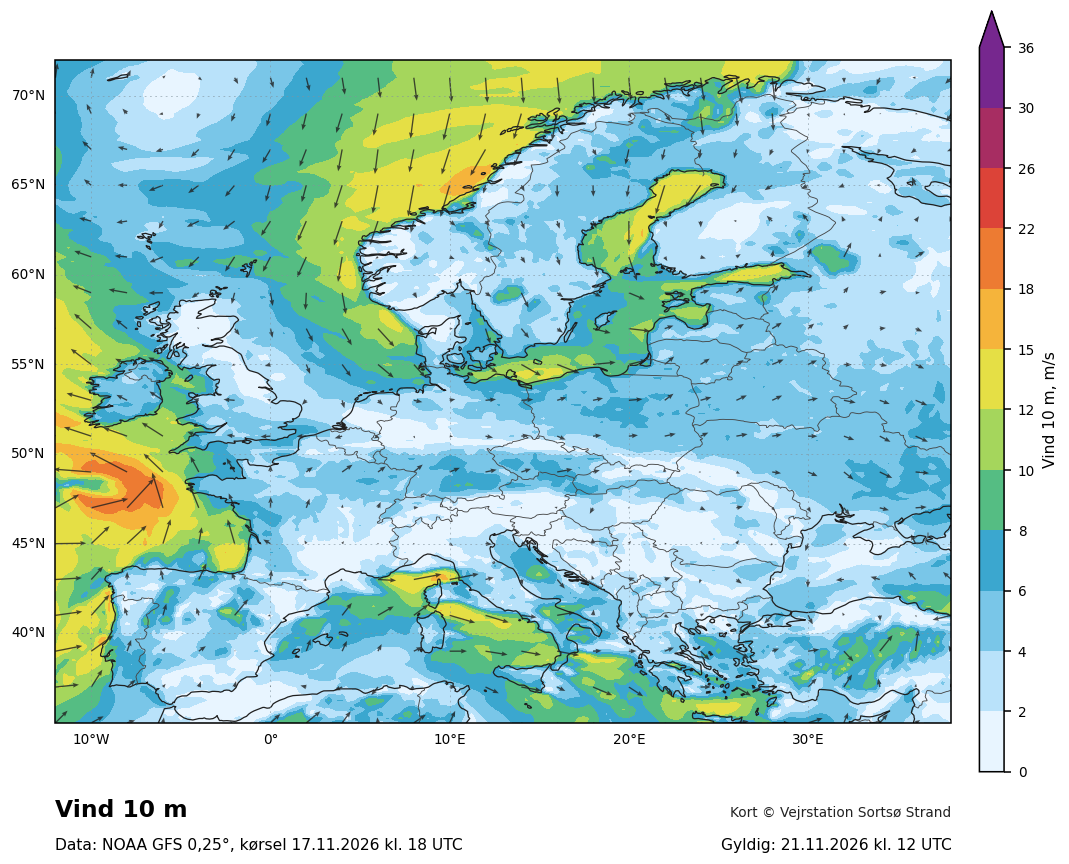 36
30
26
22
18
15
12
10
8
6
4
2
0
Vind 10 m, m/s
70°N
65°N
60°N
55°N
50°N
45°N
40°N
10°W
0°
10°E
20°E
30°E
Vind 10 m
Kort © Vejrstation Sortsø Strand
Data: NOAA GFS 0,25°, kørsel 17.11.2026 kl. 18 UTC
Gyldig: 21.11.2026 kl. 12 UTC